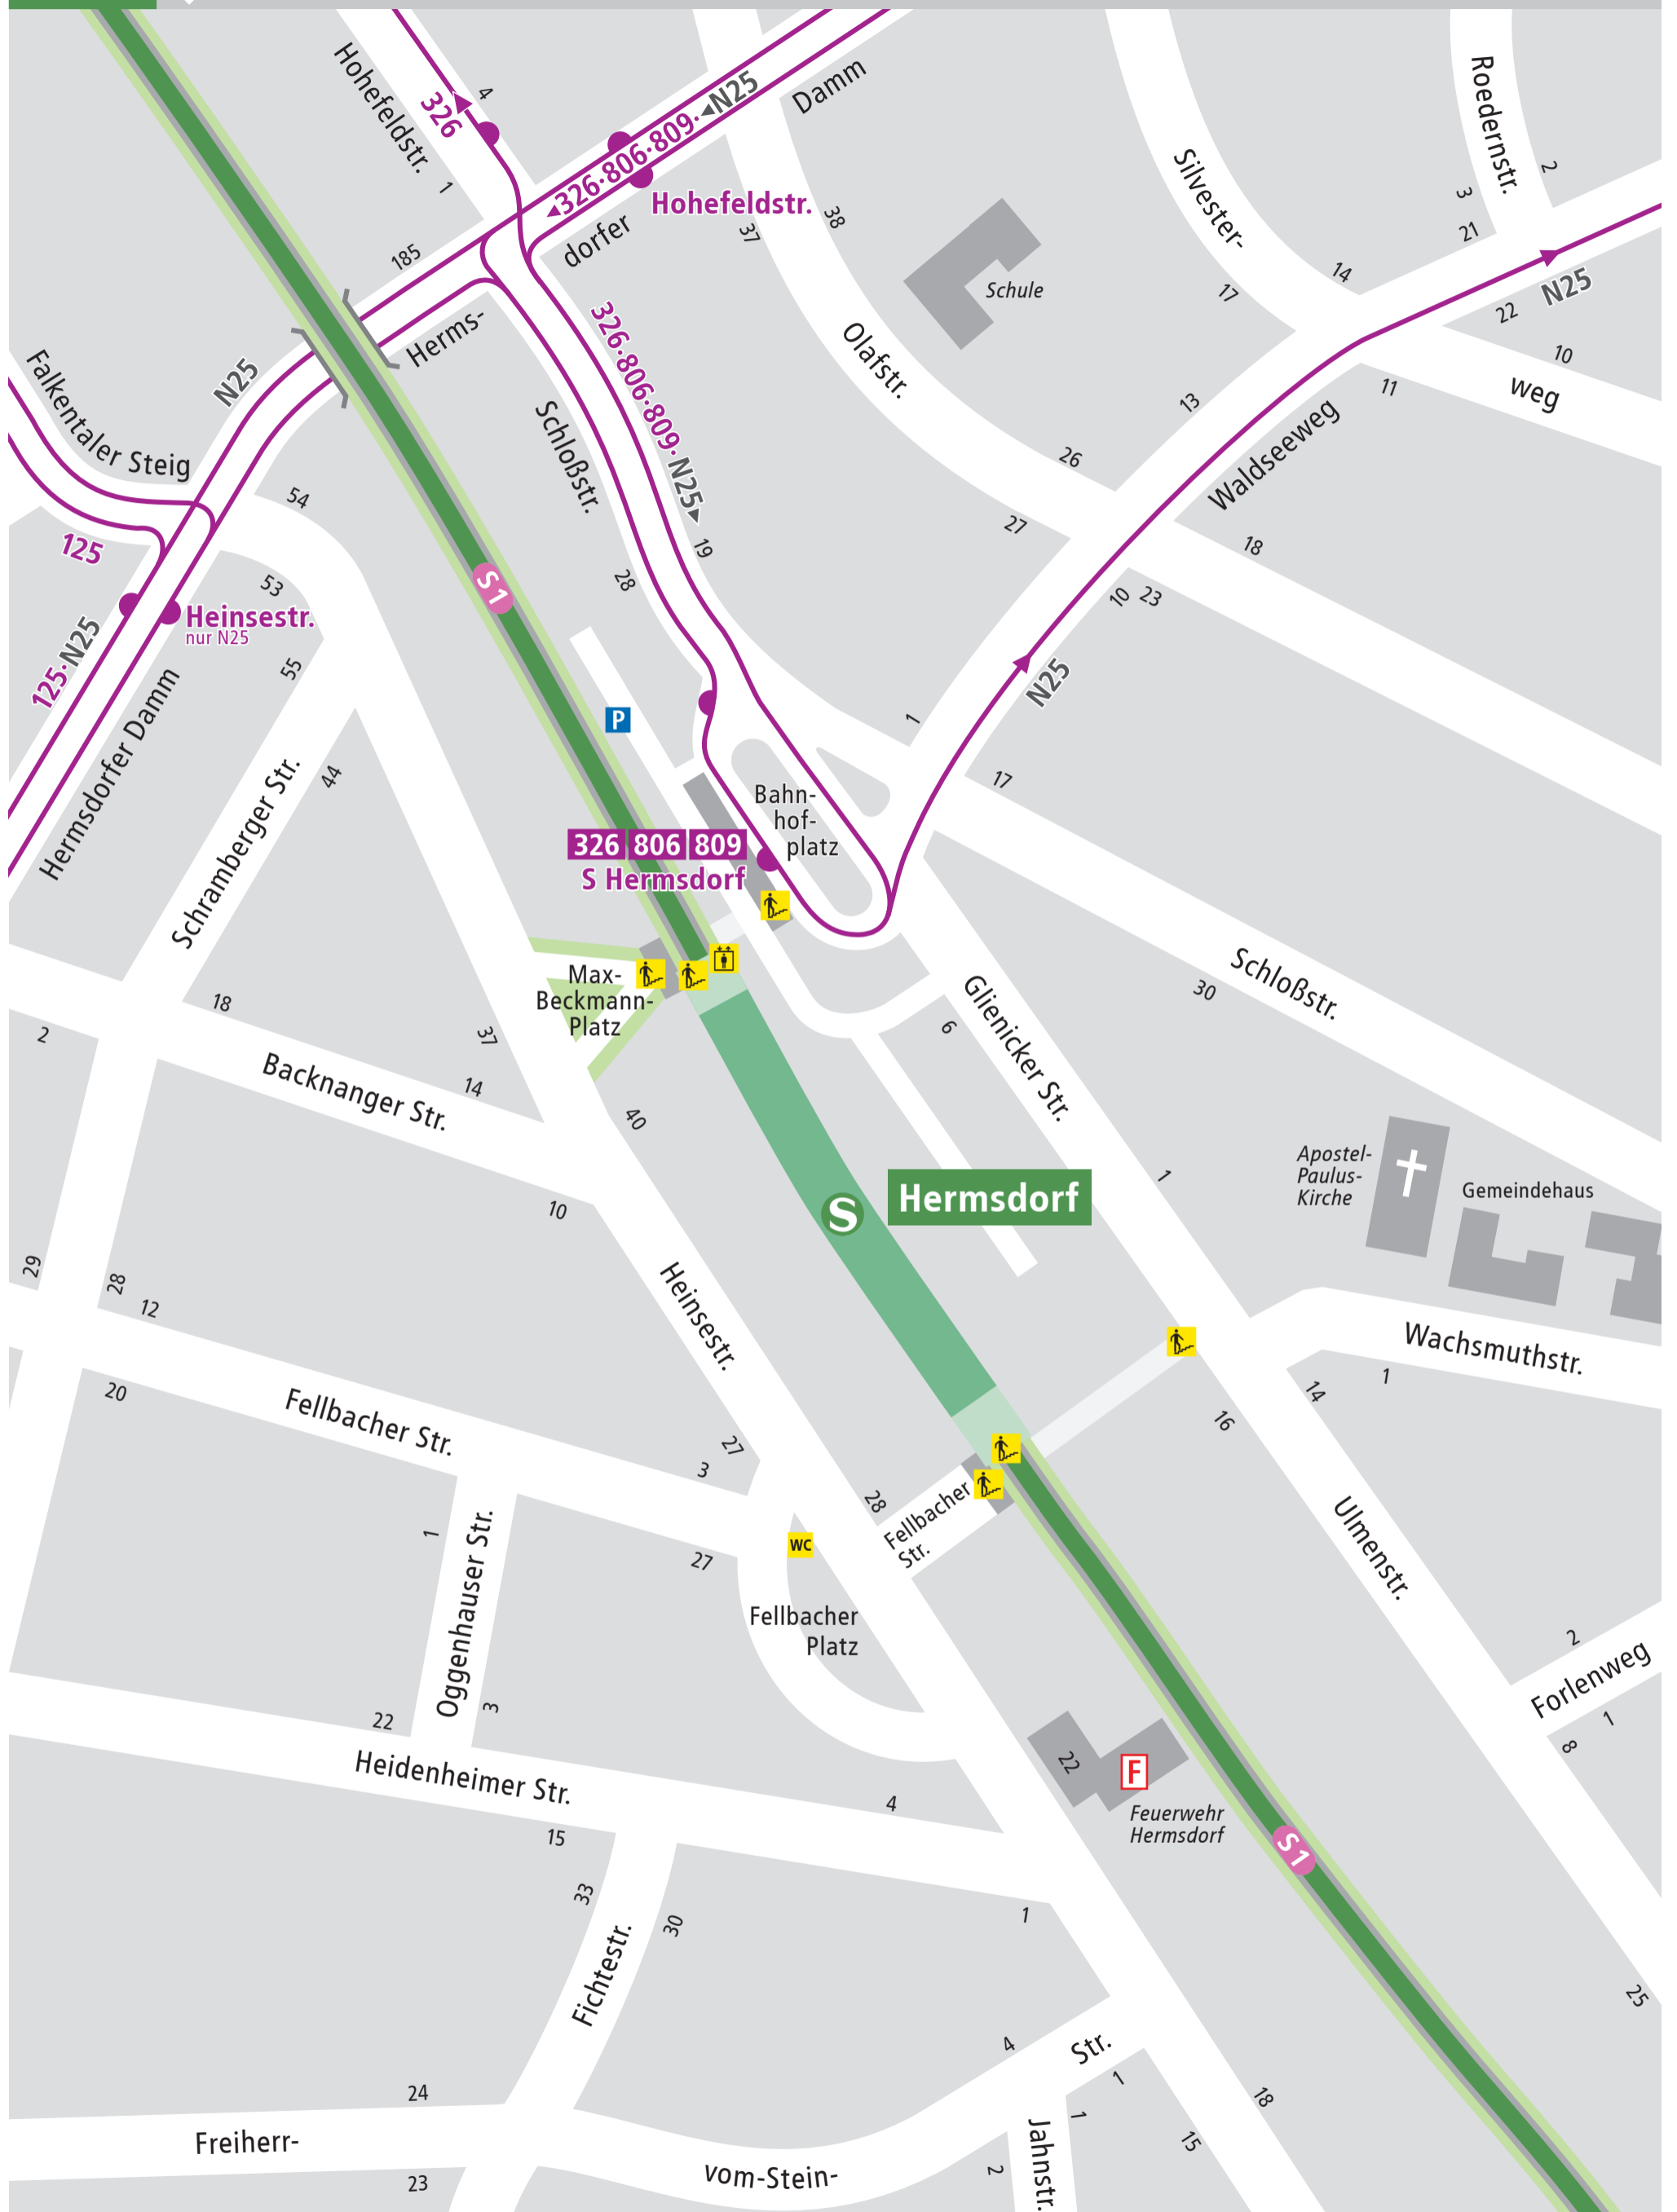 Hohefeldstr.
326
4
1
Damm
◄N25
◄326·806·809·
Hohefeldstr.
dorfer
Herms-
185
37
38
Schule
Silvester-
weg
Roedernstr.
2
3
21
14
17
22
N25
10
11
13
Waldseeweg
Olafstr.
26
27
18
10
23
N25
1
17
Falkentaler Steig
N25
125
54
53
55
Heinsestr.
nur N25
125·N25
Hermsdorfer Damm
Schloßstr.
326·806·809·N25►
28
19
S1
P
Schramberger Str.
44
Bahn-
hof-
platz
326 806 809
S Hermsdorf
Max-
Beckmann-
Platz
18
2
37
14
Backnanger Str.
40
10
6
Glienicker Str.
Schloßstr.
30
1
Apostel-
Paulus-
Kirche
Gemeindehaus
S
Hermsdorf
29
28
12
20
Heinsestr.
Fellbacher Str.
27
3
27
28
Fellbacher
Str.
WC
Fellbacher
Platz
Wachsmuthstr.
1
14
16
Ulmenstr.
1
Oggenhauser Str.
3
22
Heidenheimer Str.
15
4
1
2
Forlenweg
1
8
22
F
Feuerwehr
Hermsdorf
S1
33
30
Fichtestr.
25
24
Freiherr-
23
vom-Stein-
4
Str.
1
1
2
Jahnstr.
15
18